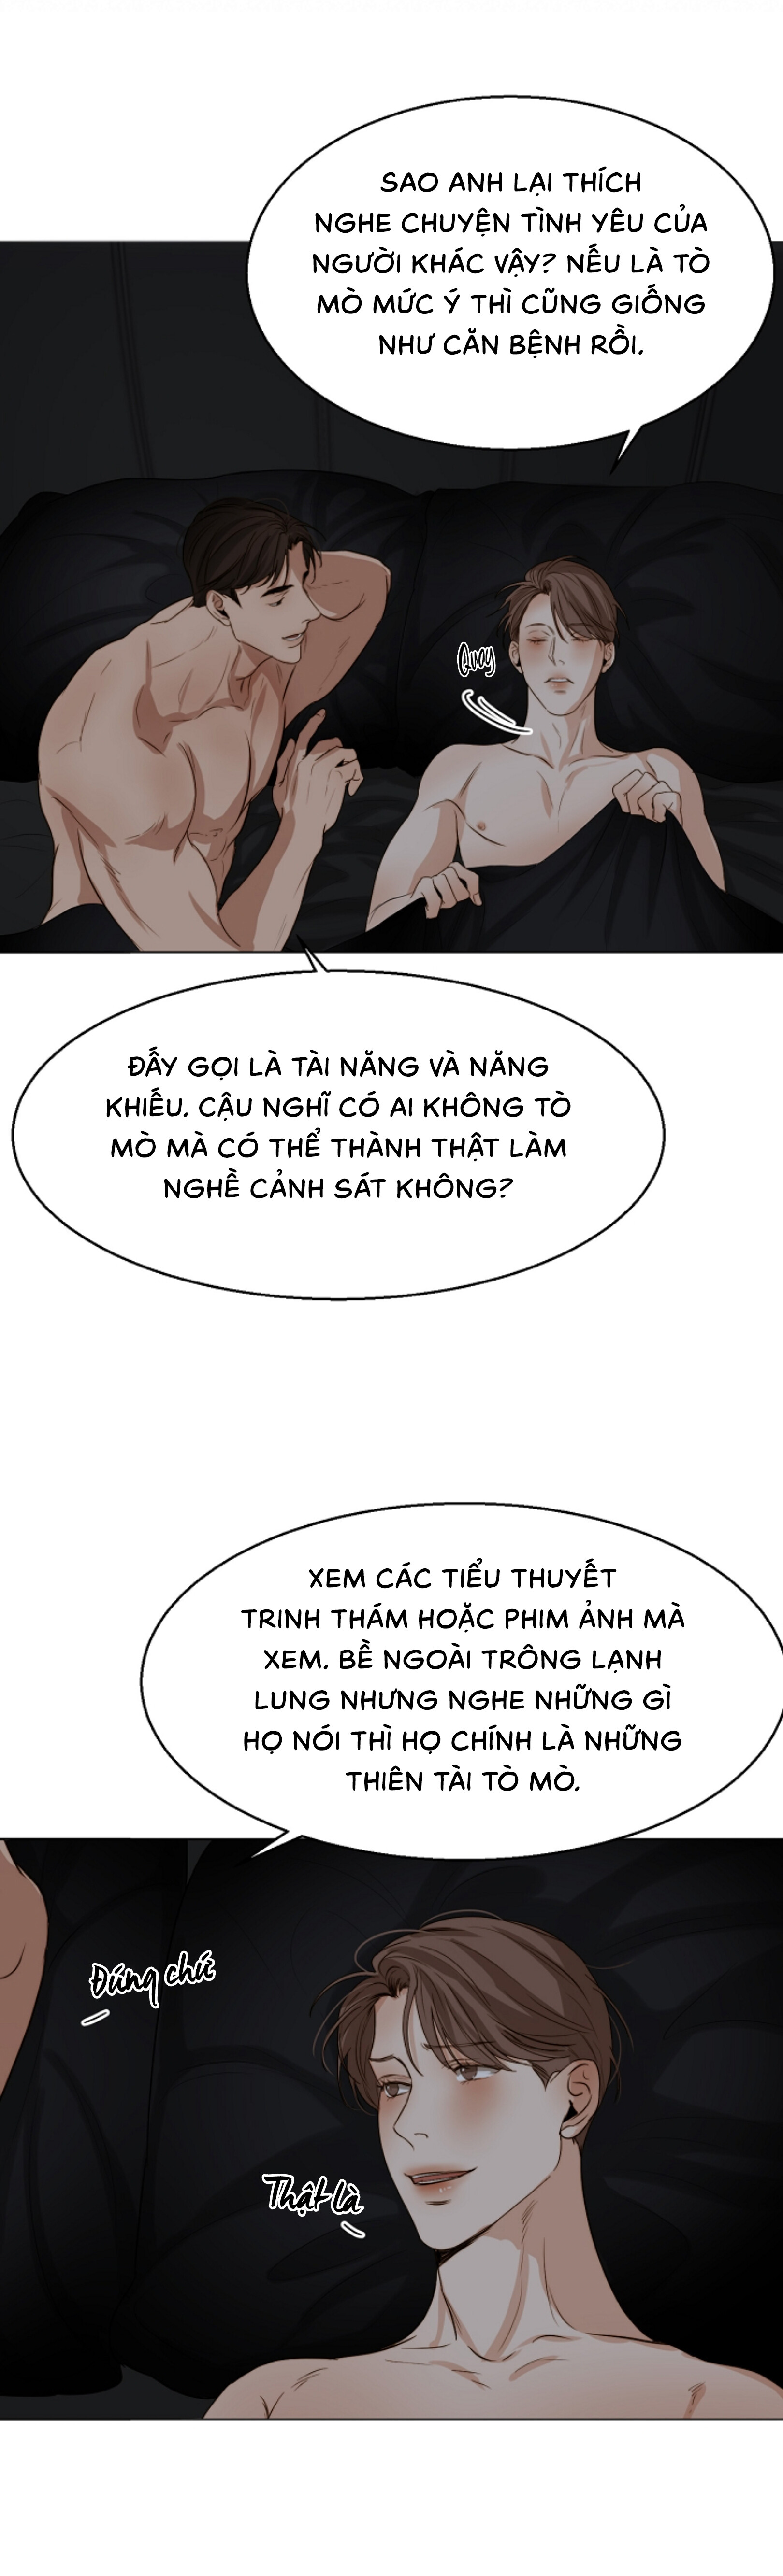 SAO ANH LẠI THÍCH
NGHE CHUYỆN TÌNH YÊU CỦA
NGƯỜI KHÁC VẬY? NẾU LÀ TÒ
MÒ MỨC Ý THÌ CŨNG GIỐNG
NHƯ CĂN BỆNH RỒI.
Quay
ĐẤY GỌI LÀ TÀI NĂNG VÀ NĂNG
KHIẾU. CẬU NGHĨ CÓ AI KHÔNG TÒ
MÒ MÀ CÓ THỂ THÀNH THẬT LÀM
NGHỀ CẢNH SÁT KHÔNG?
XEM CÁC TIỂU THUYẾT
TRINH THÁM HOẶC PHIM ẢNH MÀ
XEM. BỀ NGOÀI TRÔNG LẠNH
LUNG NHƯNG NGHE NHỮNG GÌ
HỌ NÓI THÌ HỌ CHÍNH LÀ NHỮNG
THIÊN TÀI TÒ MÒ.
Đúng chứ
Thật là